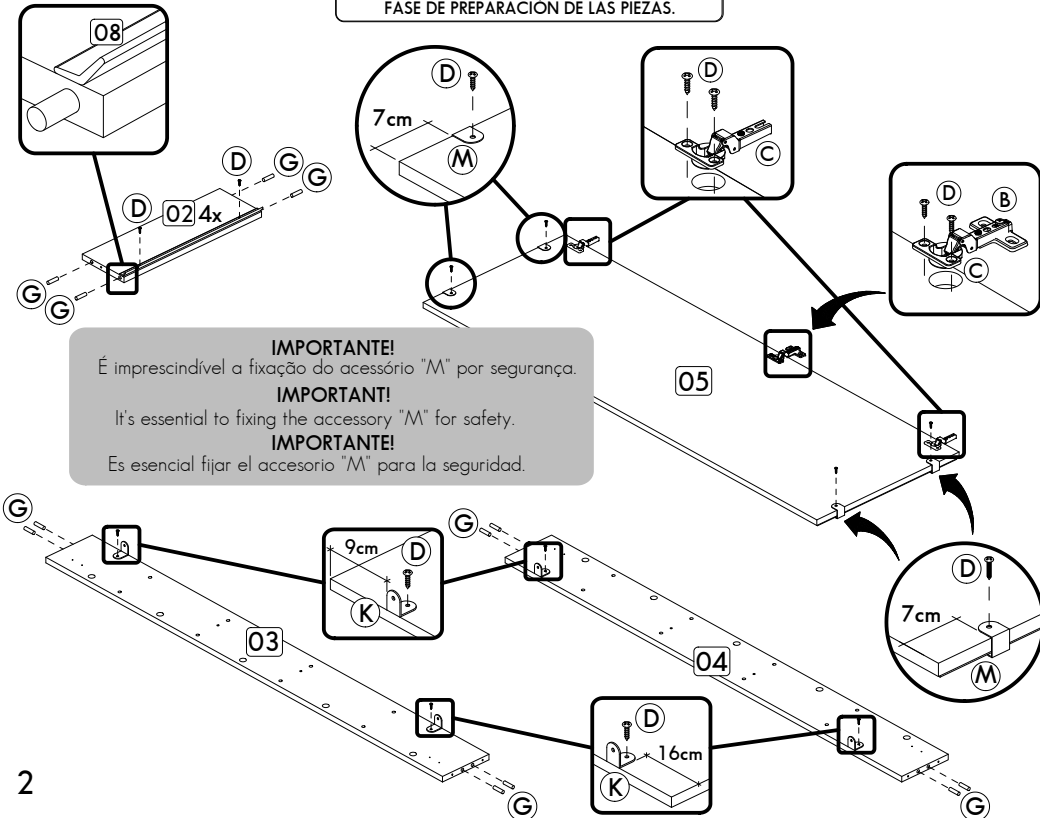 FASE DE PREPARACIÓN DE LAS PIEZAS.
08
D
7cm
M
D
C
D
G
G
D
02 4x
G
G
D
B
C
IMPORTANTE!
É imprescindível a fixação do acessório "M" por segurança.
IMPORTANT!
It's essential to fixing the accessory "M" for safety.
IMPORTANTE!
Es esencial fijar el accesorio "M" para la seguridad.
05
G
9cm
D
K
G
03
04
D
7cm
M
D
16cm
K
G
G
2